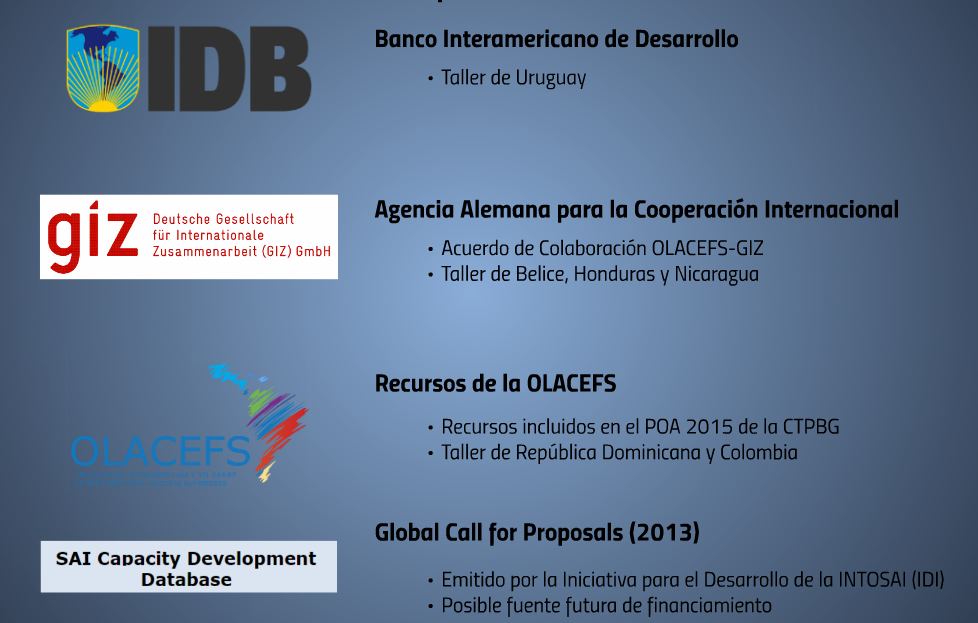 IDB
Banco Interamericano de Desarrollo
• Taller de Uruguay
giz
Deutsche Gesellschaft
für Internationale
Zusammenarbeit (GIZ) GmbH
Agencia Alemana para la Cooperación Internacional
• Acuerdo de Colaboración OLACEFS-GIZ
• Taller de Belice, Honduras y Nicaragua
OLACEFS
Recursos de la OLACEFS
• Recursos incluidos en el POA 2015 de la CTPBG
• Taller de República Dominicana y Colombia
SAI Capacity Development
Database
Global Call for Proposals (2013)
• Emitido por la Iniciativa para el Desarrollo de la INTOSAI (IDI)
• Posible fuente futura de financiamiento